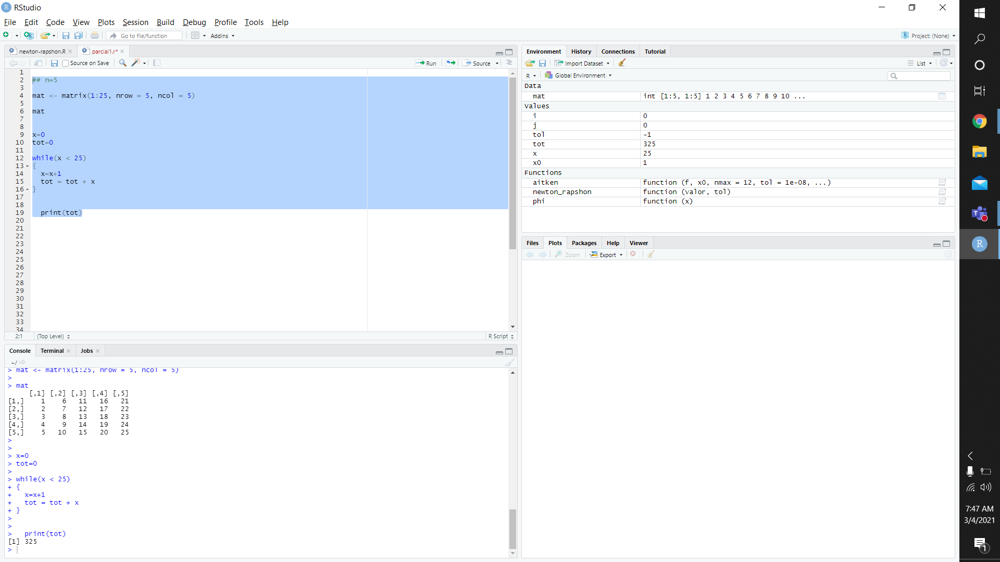 RStudio
File Edit Code View Plots Session Build Debug Profile Tools Help
Go to file/function Addins Project: (None)
newton-rapshon.R parcial1.r*
Source on Save Run Source
1
2 ## n=5
3
4 mat <- matrix(1:25, nrow = 5, ncol = 5)
5
6 mat
7
8
9 x=0
10 tot=0
11
12 while(x < 25)
13 {
14 x=x+1
15 tot = tot + x
16 }
17
18
19 print(tot)
20
21
22
23
24
25
26
27
28
29
30
31
32
33
34
2:1 (Top Level) R Script
Console Terminal Jobs
~/
> mat <- matrix(1:25, nrow = 5, ncol = 5)
>
> mat
[,1] [,2] [,3] [,4] [,5]
[1,] 1 6 11 16 21
[2,] 2 7 12 17 22
[3,] 3 8 13 18 23
[4,] 4 9 14 19 24
[5,] 5 10 15 20 25
>
>
> x=0
> tot=0
>
> while(x < 25)
+ {
+ x=x+1
+ tot = tot + x
+ }
>
>
> print(tot)
[1] 325
>
Environment History Connections Tutorial
Import Dataset List
R Global Environment
Data
mat int [1:5, 1:5] 1 2 3 4 5 6 7 8 9 10 ...
Values
i 0
j 0
tol -1
tot 325
x 25
x0 1
Functions
aitken function (f, x0, nmax = 12, tol = 1e-08, ...)
newton_rapshon function (valor, tol)
phi function (x)
Files Plots Packages Help Viewer
Zoom Export
7:47 AM
3/4/2021
1